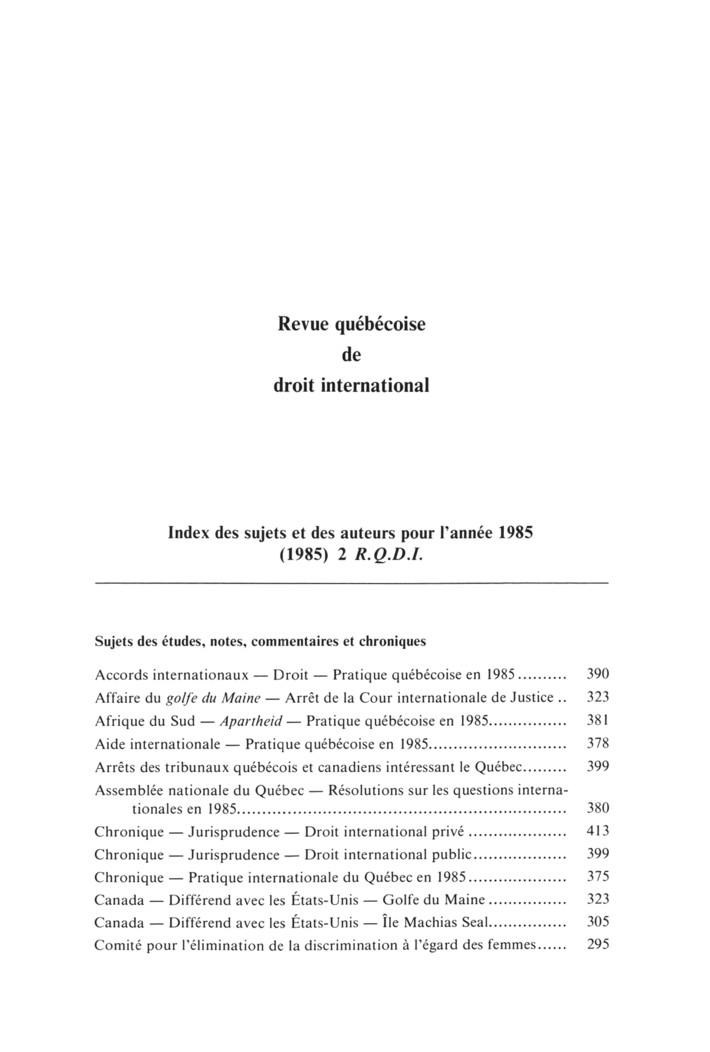 Revue québécoise
de
droit international
Index des sujets et des auteurs pour l'année 1985
(1985) 2 R.Q.D.I.
Sujets des études, notes, commentaires et chroniques
Accords internationaux — Droit — Pratique québécoise en 1985.......... 390
Affaire du golfe du Maine — Arrêt de la Cour internationale de Justice .. 323
Afrique du Sud — Apartheid — Pratique québécoise en 1985................ 381
Aide internationale — Pratique québécoise en 1985............................ 378
Arrêts des tribunaux québécois et canadiens intéressant le Québec......... 399
Assemblée nationale du Québec — Résolutions sur les questions interna-
tionales en 1985................................................................... 380
Chronique — Jurisprudence — Droit international privé .................... 413
Chronique — Jurisprudence — Droit international public................... 399
Chronique — Pratique internationale du Québec en 1985.................... 375
Canada — Différend avec les États-Unis — Golfe du Maine ................ 323
Canada — Différend avec les États-Unis — Île Machias Seal................ 305
Comité pour l'élimination de la discrimination à l'égard des femmes...... 295